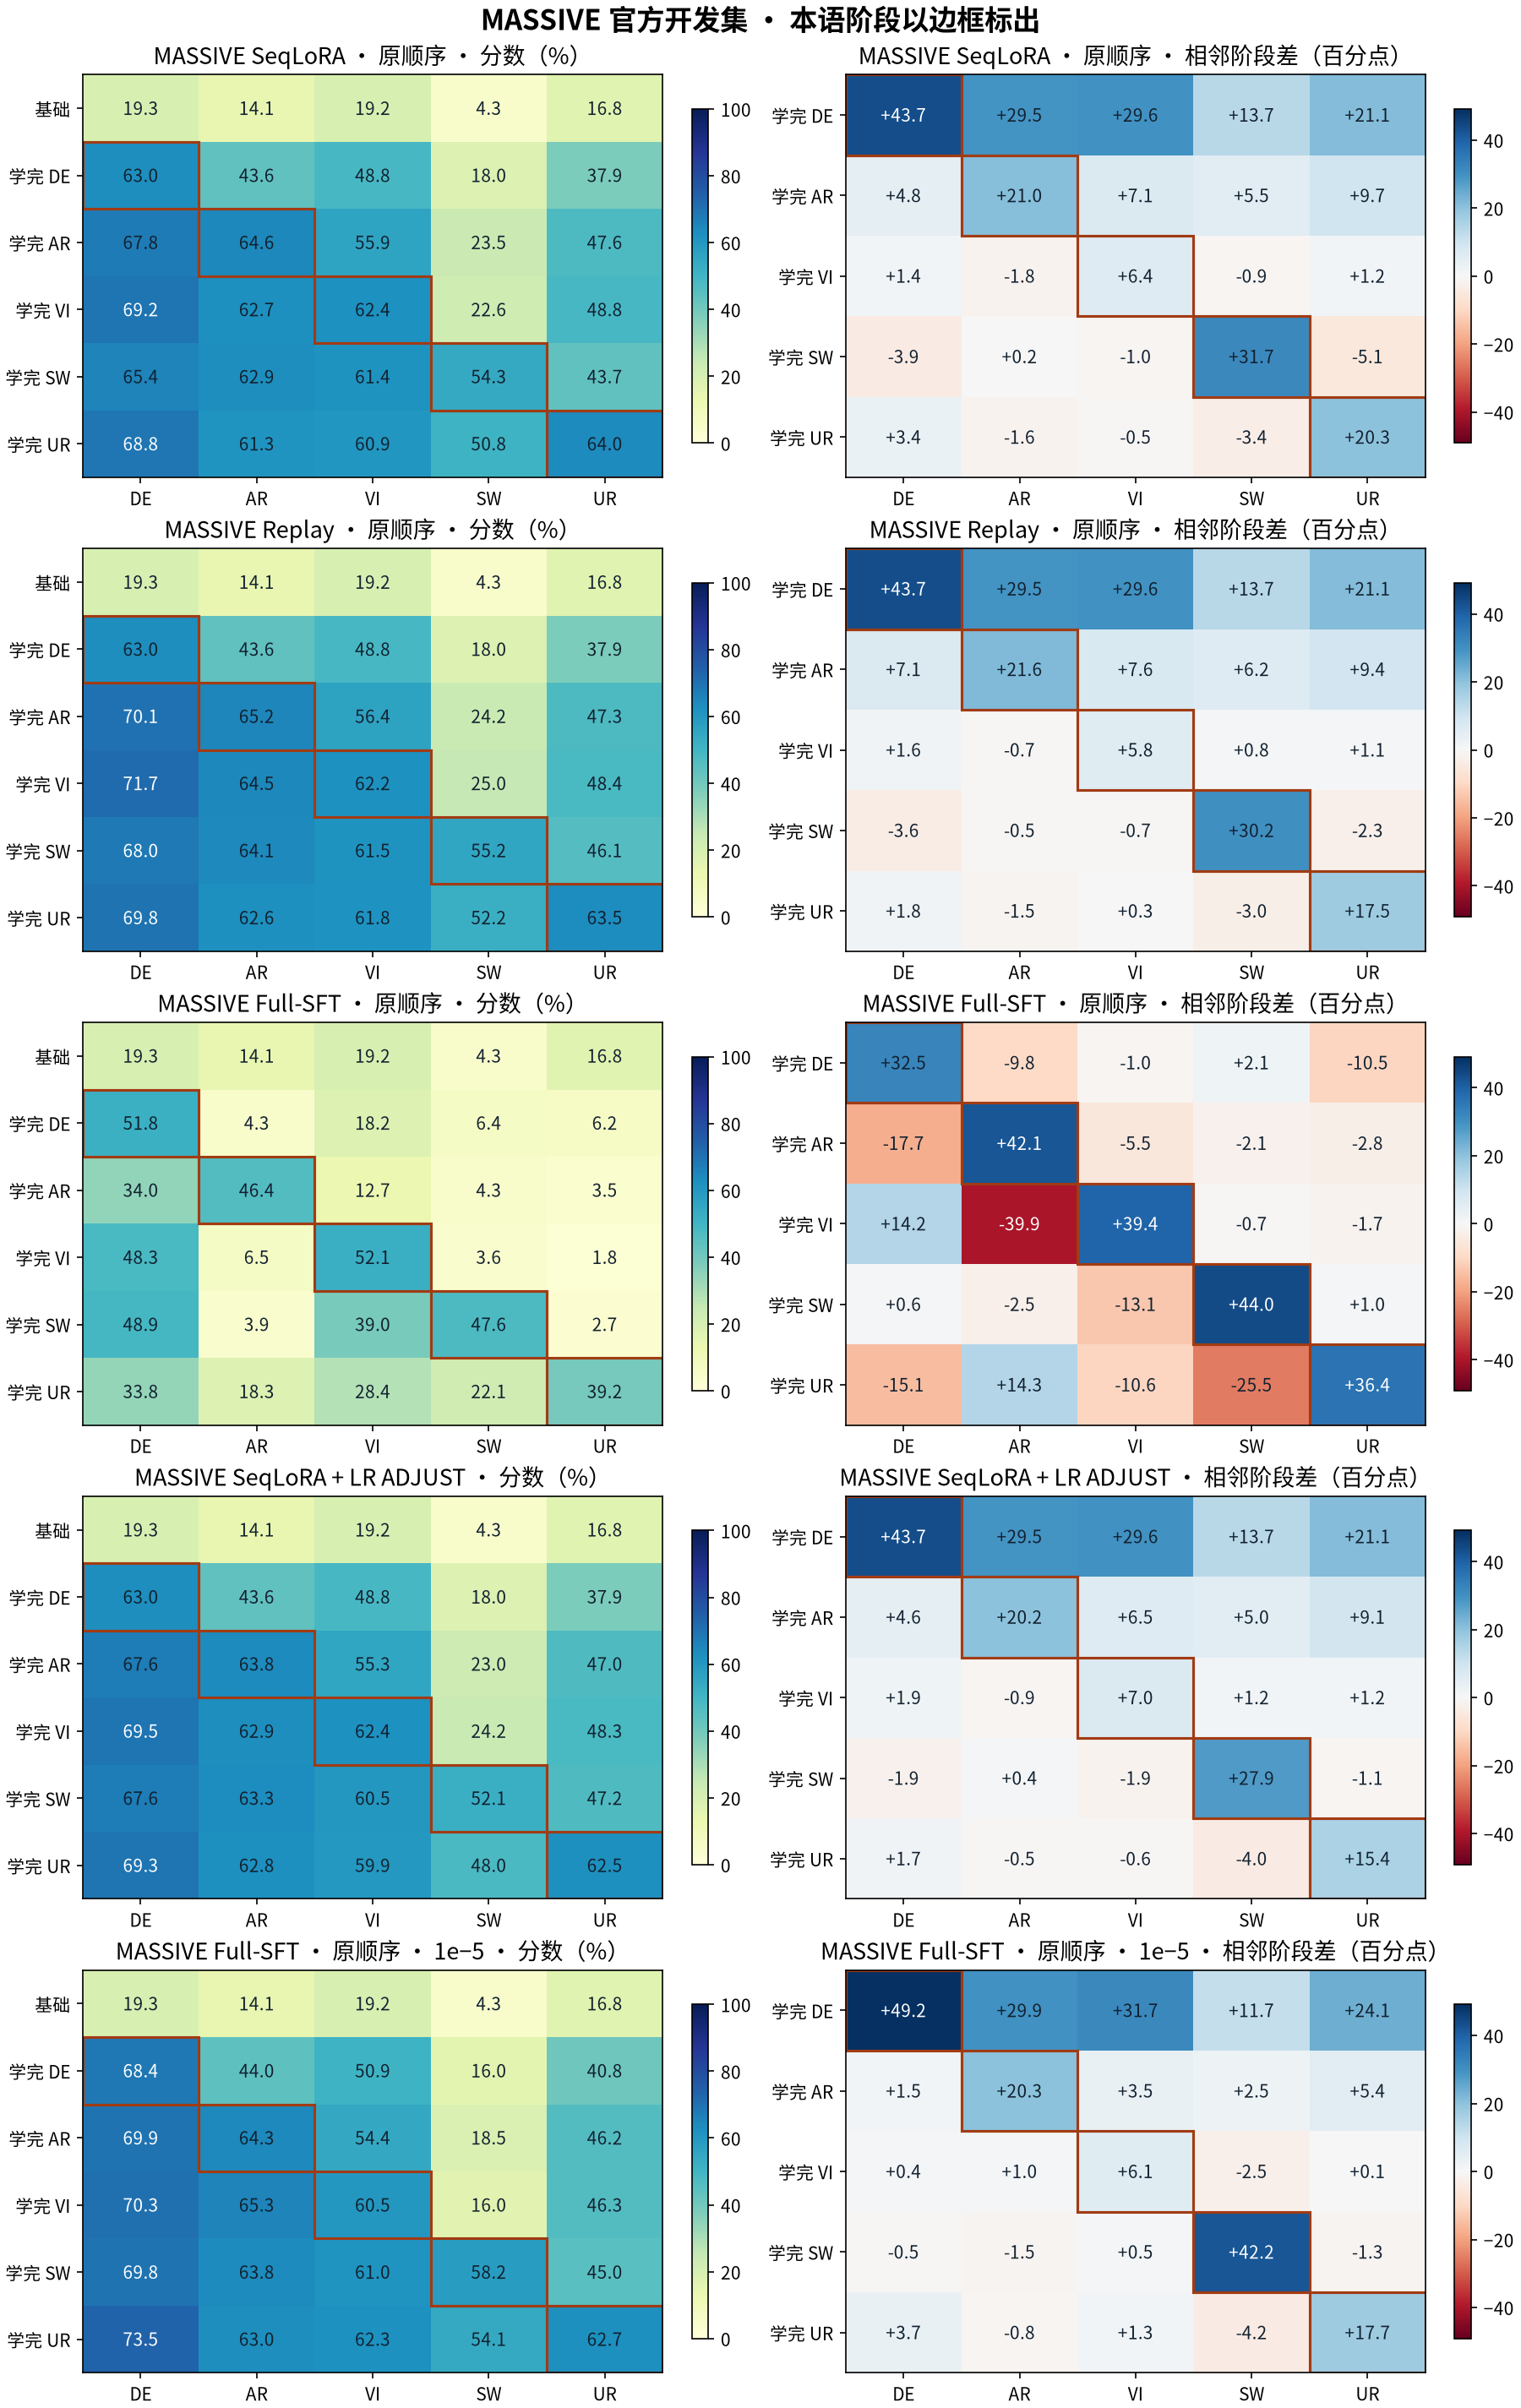 MASSIVE 官方开发集 · 本语阶段以边框标出
MASSIVE SeqLoRA · 原顺序 · 分数（%）
基础 19.3 14.1 19.2 4.3 16.8
学完 DE 63.0 43.6 48.8 18.0 37.9
学完 AR 67.8 64.6 55.9 23.5 47.6
学完 VI 69.2 62.7 62.4 22.6 48.8
学完 SW 65.4 62.9 61.4 54.3 43.7
学完 UR 68.8 61.3 60.9 50.8 64.0
DE AR VI SW UR
100
80
60
40
20
0
MASSIVE SeqLoRA · 原顺序 · 相邻阶段差（百分点）
学完 DE +43.7 +29.5 +29.6 +13.7 +21.1
学完 AR +4.8 +21.0 +7.1 +5.5 +9.7
学完 VI +1.4 -1.8 +6.4 -0.9 +1.2
学完 SW -3.9 +0.2 -1.0 +31.7 -5.1
学完 UR +3.4 -1.6 -0.5 -3.4 +20.3
DE AR VI SW UR
40
20
0
−20
−40
MASSIVE Replay · 原顺序 · 分数（%）
基础 19.3 14.1 19.2 4.3 16.8
学完 DE 63.0 43.6 48.8 18.0 37.9
学完 AR 70.1 65.2 56.4 24.2 47.3
学完 VI 71.7 64.5 62.2 25.0 48.4
学完 SW 68.0 64.1 61.5 55.2 46.1
学完 UR 69.8 62.6 61.8 52.2 63.5
DE AR VI SW UR
100
80
60
40
20
0
MASSIVE Replay · 原顺序 · 相邻阶段差（百分点）
学完 DE +43.7 +29.5 +29.6 +13.7 +21.1
学完 AR +7.1 +21.6 +7.6 +6.2 +9.4
学完 VI +1.6 -0.7 +5.8 +0.8 +1.1
学完 SW -3.6 -0.5 -0.7 +30.2 -2.3
学完 UR +1.8 -1.5 +0.3 -3.0 +17.5
DE AR VI SW UR
40
20
0
−20
−40
MASSIVE Full-SFT · 原顺序 · 分数（%）
基础 19.3 14.1 19.2 4.3 16.8
学完 DE 51.8 4.3 18.2 6.4 6.2
学完 AR 34.0 46.4 12.7 4.3 3.5
学完 VI 48.3 6.5 52.1 3.6 1.8
学完 SW 48.9 3.9 39.0 47.6 2.7
学完 UR 33.8 18.3 28.4 22.1 39.2
DE AR VI SW UR
100
80
60
40
20
0
MASSIVE Full-SFT · 原顺序 · 相邻阶段差（百分点）
学完 DE +32.5 -9.8 -1.0 +2.1 -10.5
学完 AR -17.7 +42.1 -5.5 -2.1 -2.8
学完 VI +14.2 -39.9 +39.4 -0.7 -1.7
学完 SW +0.6 -2.5 -13.1 +44.0 +1.0
学完 UR -15.1 +14.3 -10.6 -25.5 +36.4
DE AR VI SW UR
40
20
0
−20
−40
MASSIVE SeqLoRA + LR ADJUST · 分数（%）
基础 19.3 14.1 19.2 4.3 16.8
学完 DE 63.0 43.6 48.8 18.0 37.9
学完 AR 67.6 63.8 55.3 23.0 47.0
学完 VI 69.5 62.9 62.4 24.2 48.3
学完 SW 67.6 63.3 60.5 52.1 47.2
学完 UR 69.3 62.8 59.9 48.0 62.5
DE AR VI SW UR
100
80
60
40
20
0
MASSIVE SeqLoRA + LR ADJUST · 相邻阶段差（百分点）
学完 DE +43.7 +29.5 +29.6 +13.7 +21.1
学完 AR +4.6 +20.2 +6.5 +5.0 +9.1
学完 VI +1.9 -0.9 +7.0 +1.2 +1.2
学完 SW -1.9 +0.4 -1.9 +27.9 -1.1
学完 UR +1.7 -0.5 -0.6 -4.0 +15.4
DE AR VI SW UR
40
20
0
−20
−40
MASSIVE Full-SFT · 原顺序 · 1e−5 · 分数（%）
基础 19.3 14.1 19.2 4.3 16.8
学完 DE 68.4 44.0 50.9 16.0 40.8
学完 AR 69.9 64.3 54.4 18.5 46.2
学完 VI 70.3 65.3 60.5 16.0 46.3
学完 SW 69.8 63.8 61.0 58.2 45.0
学完 UR 73.5 63.0 62.3 54.1 62.7
DE AR VI SW UR
100
80
60
40
20
0
MASSIVE Full-SFT · 原顺序 · 1e−5 · 相邻阶段差（百分点）
学完 DE +49.2 +29.9 +31.7 +11.7 +24.1
学完 AR +1.5 +20.3 +3.5 +2.5 +5.4
学完 VI +0.4 +1.0 +6.1 -2.5 +0.1
学完 SW -0.5 -1.5 +0.5 +42.2 -1.3
学完 UR +3.7 -0.8 +1.3 -4.2 +17.7
DE AR VI SW UR
40
20
0
−20
−40